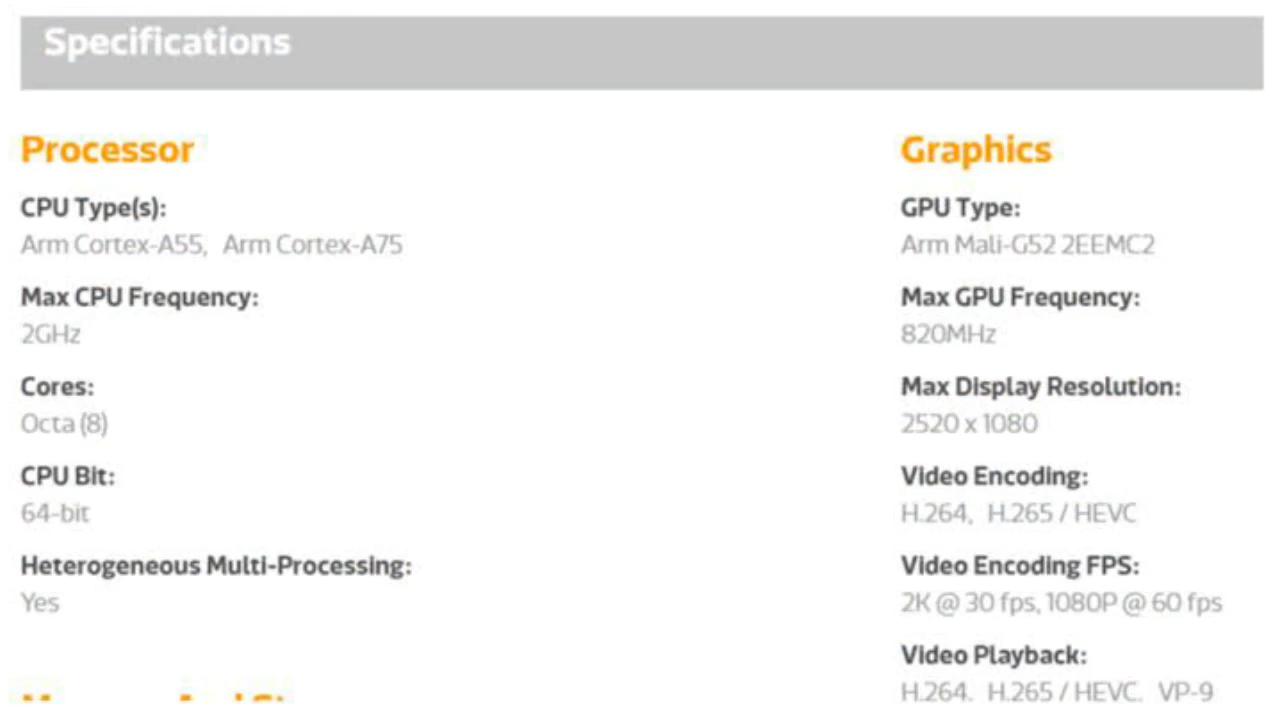 Specifications
Processor
CPU Type(s):
Arm Cortex-A55, Arm Cortex-A75
Max CPU Frequency:
2GHz
Cores:
Octa (8)
CPU Bit:
64-bit
Heterogeneous Multi-Processing:
Yes
Graphics
GPU Type:
Arm Mali-G52 2EEMC2
Max GPU Frequency:
820MHz
Max Display Resolution:
2520 x 1080
Video Encoding:
H.264, H.265 / HEVC
Video Encoding FPS:
2K @ 30 fps, 1080P @ 60 fps
Video Playback:
H.264, H.265 / HEVC, VP-9